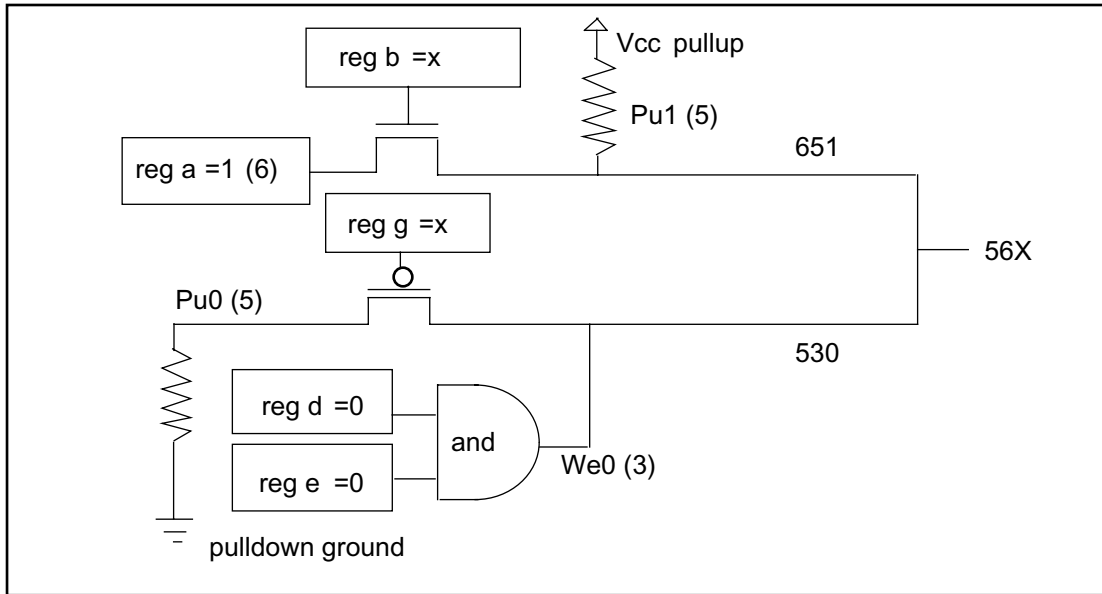 reg b =x
Vcc pullup
Pu1 (5)
reg a =1 (6)
651
reg g =x
56X
Pu0 (5)
530
reg d =0
and
We0 (3)
reg e =0
pulldown ground